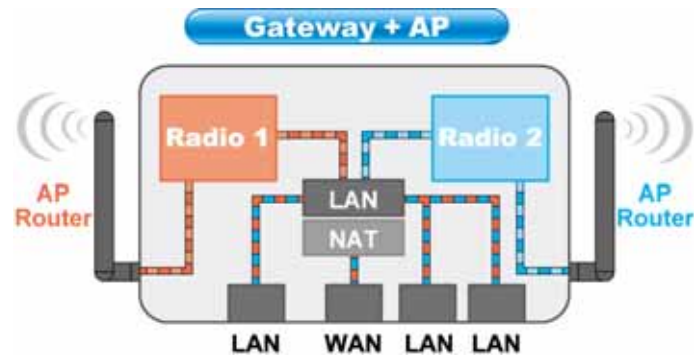 Gateway + AP
Radio 1
Radio 2
AP
Router
AP
Router
LAN
NAT
LAN
WAN
LAN
LAN